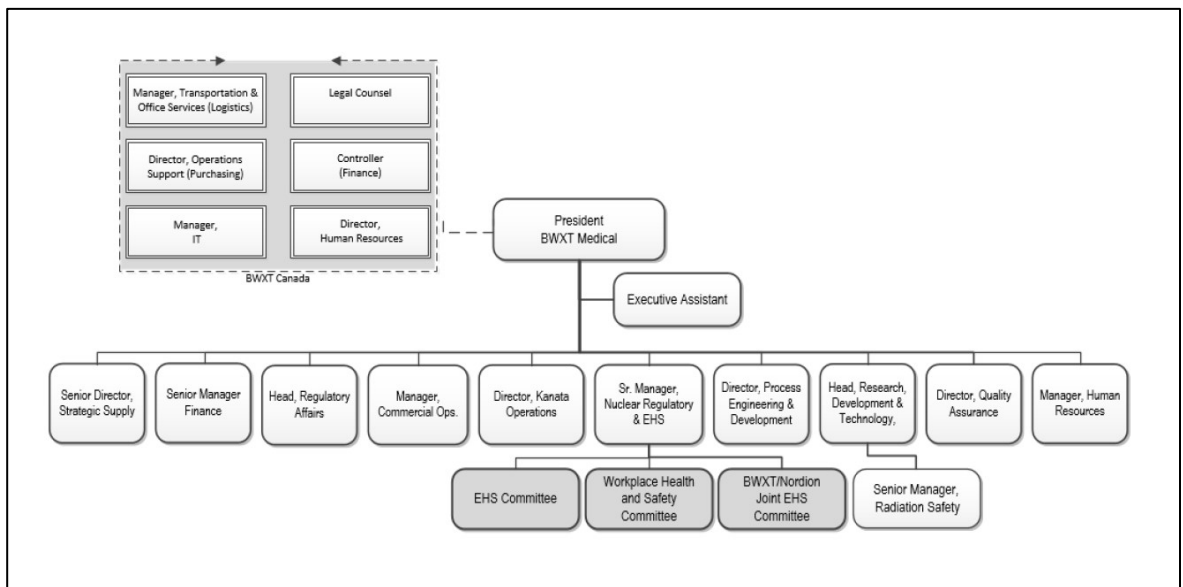 Manager, Transportation &
Office Services (Logistics)
Legal Counsel
Director, Operations
Support (Purchasing)
Controller
(Finance)
Manager,
IT
Director,
Human Resources
BWXT Canada
President
BWXT Medical
Executive Assistant
Senior Director,
Strategic Supply
Senior Manager
Finance
Head, Regulatory
Affairs
Manager,
Commercial Ops.
Director, Kanata
Operations
Sr. Manager,
Nuclear Regulatory
& EHS
Director, Process
Engineering &
Development
Head, Research,
Development &
Technology,
Director, Quality
Assurance
Manager, Human
Resources
EHS Committee
Workplace Health
and Safety
Committee
BWXT/Nordion
Joint EHS
Committee
Senior Manager,
Radiation Safety